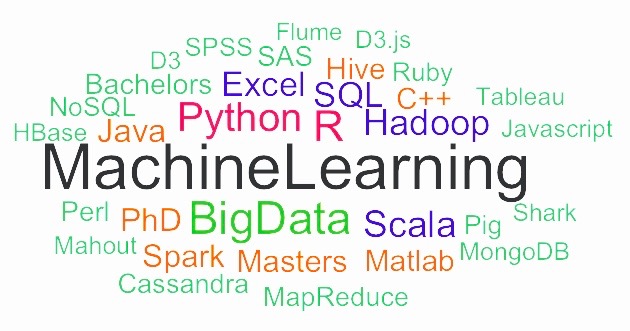 Flume D3.js
D3 SPSS SAS
Hive Ruby
Bachelors Excel SQL C++ Tableau
NoSQL Python R Hadoop Javascript
HBase Java
MachineLearning
Perl PhD BigData Scala Pig Shark
Mahout Spark Masters Matlab MongoDB
Cassandra MapReduce